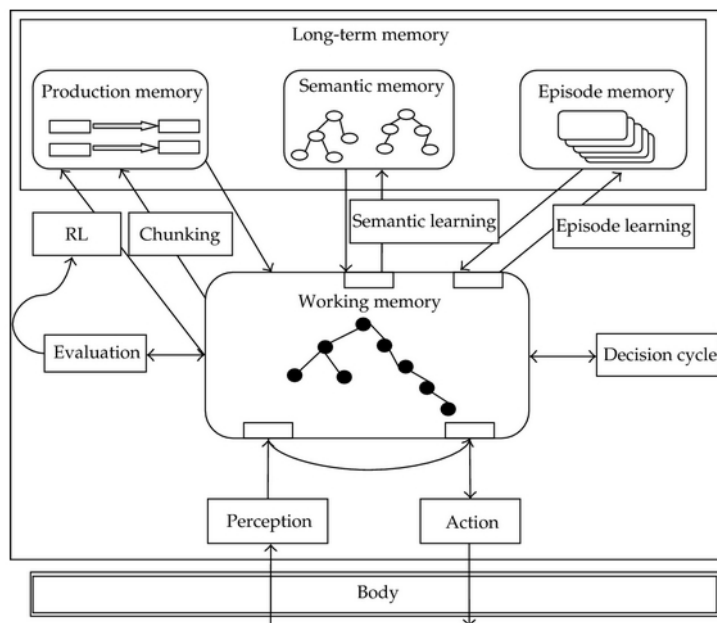 Long-term memory
Production memory
Semantic memory
Episode memory
RL
Chunking
Semantic learning
Episode learning
Working memory
Evaluation
Decision cycle
Perception
Action
Body